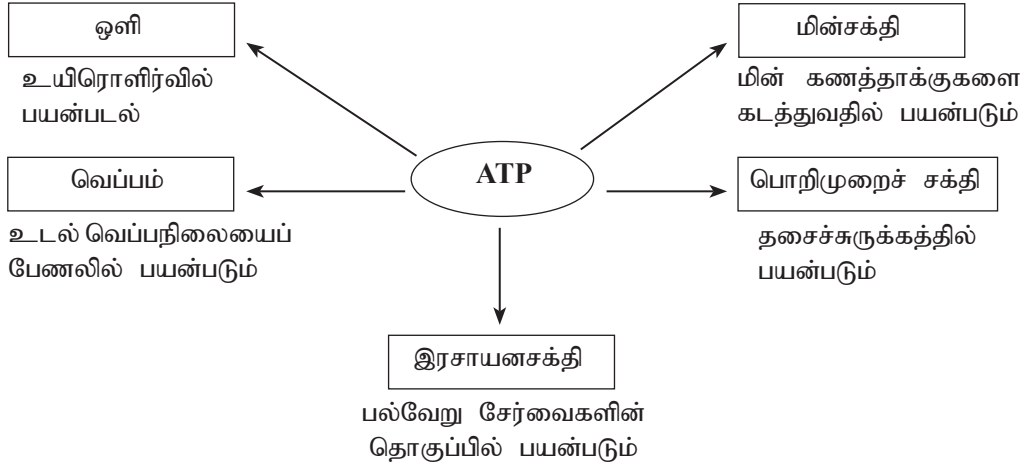 ஒளி
உயிரொளிர்வில்
பயன்படல்
மின்சக்தி
மின் கணத்தாக்குகளை
கடத்துவதில் பயன்படும்
ATP
வெப்பம்
உடல் வெப்பநிலையைப்
பேணலில் பயன்படும்
பொறிமுறைச் சக்தி
தசைச்சுருக்கத்தில்
பயன்படும்
இரசாயனசக்தி
பல்வேறு சேர்வைகளின்
தொகுப்பில் பயன்படும்